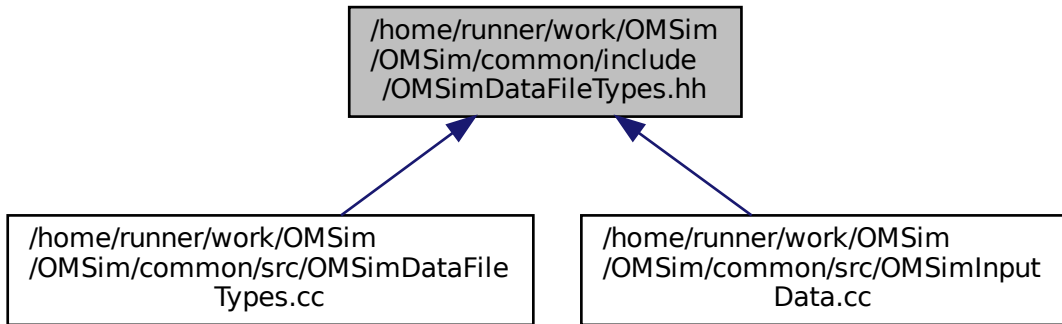 /home/runner/work/OMSim
/OMSim/common/include
/OMSimDataFileTypes.hh
/home/runner/work/OMSim
/OMSim/common/src/OMSimDataFile
Types.cc
/home/runner/work/OMSim
/OMSim/common/src/OMSimInput
Data.cc